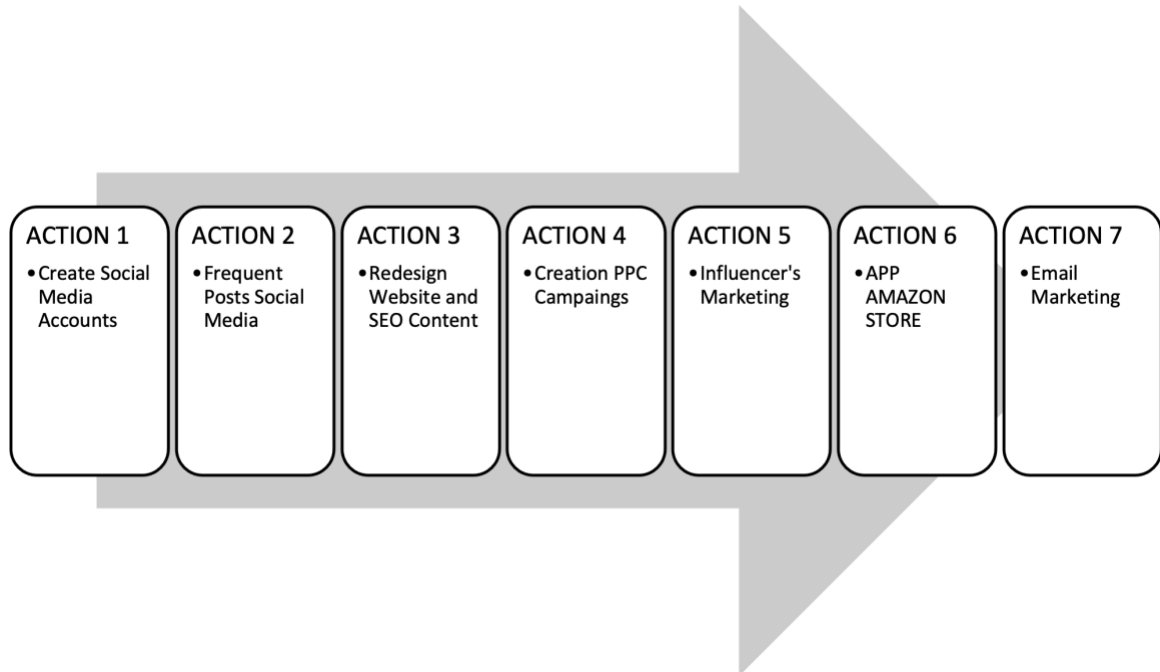 ACTION 1
•Create Social
Media
Accounts
ACTION 2
•Frequent
Posts Social
Media
ACTION 3
•Redesign
Website and
SEO Content
ACTION 4
•Creation PPC
Campaings
ACTION 5
•Influencer's
Marketing
ACTION 6
•APP
AMAZON
STORE
ACTION 7
•Email
Marketing